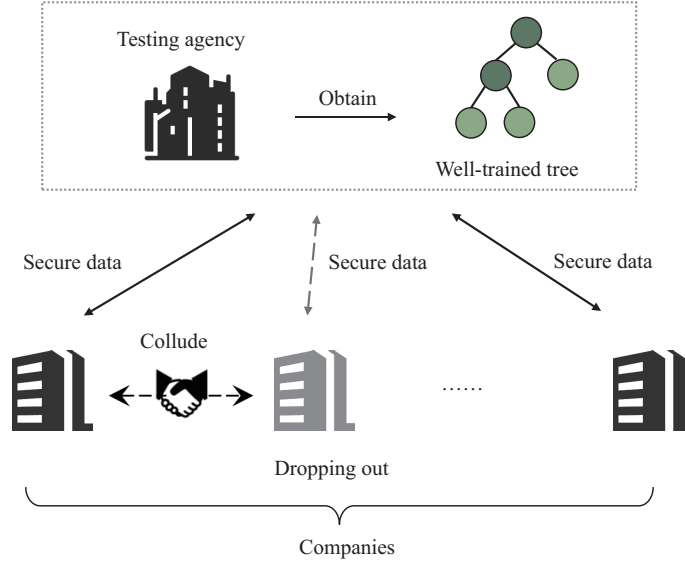 Testing agency
Obtain
Well-trained tree
Secure data
Secure data
Secure data
Collude
……
Dropping out
Companies